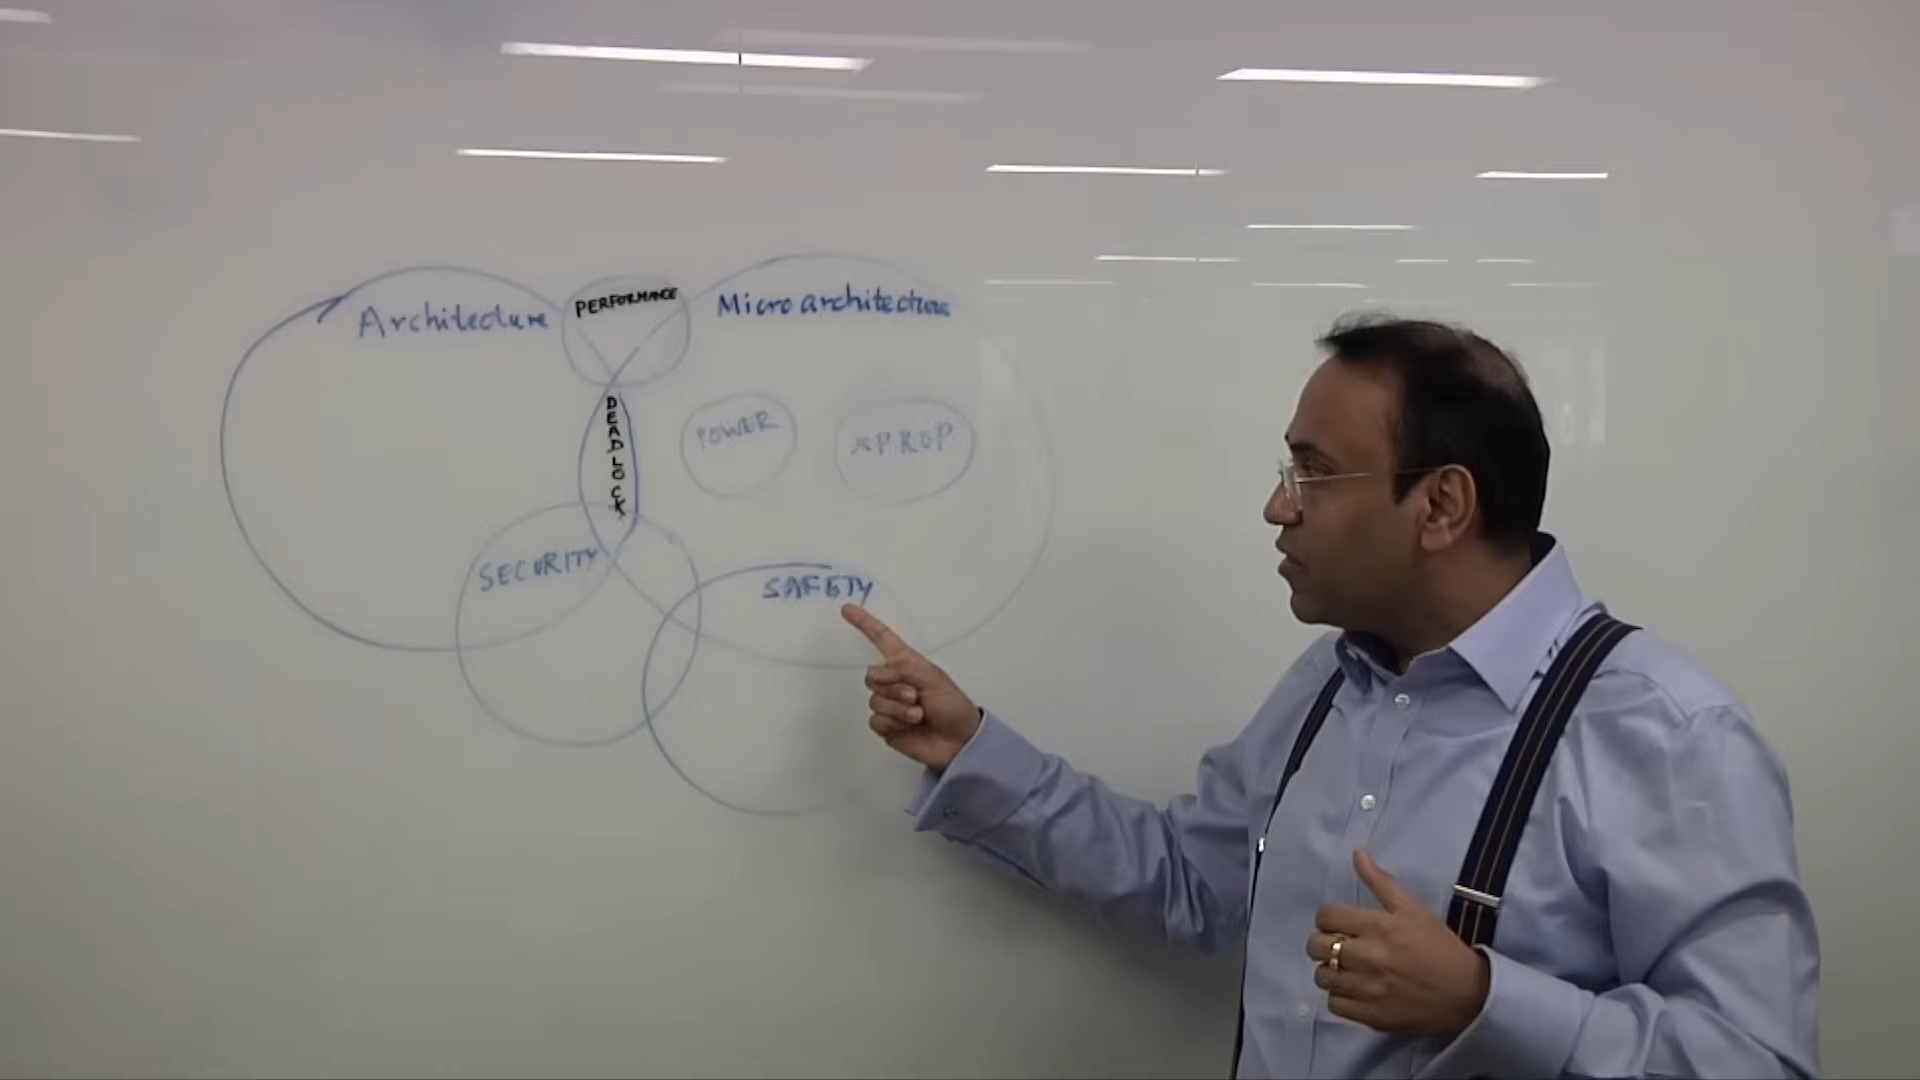 PERFORMANCE
Architecture
Microarchitecture
DEADLOCK
POWER
XPROP
SECURITY
SAFETY